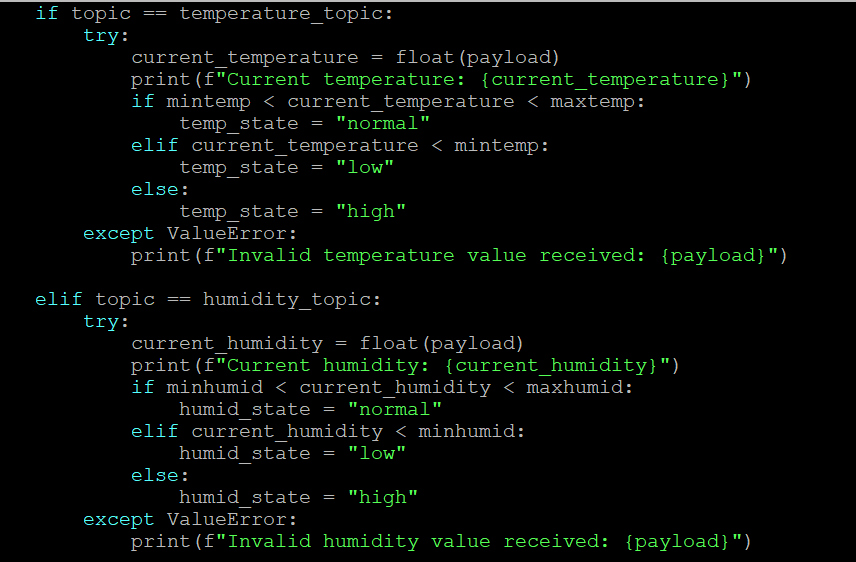 if topic == temperature_topic:
try:
current_temperature = float(payload)
print(f"Current temperature: {current_temperature}")
if mintemp < current_temperature < maxtemp:
temp_state = "normal"
elif current_temperature < mintemp:
temp_state = "low"
else:
temp_state = "high"
except ValueError:
print(f"Invalid temperature value received: {payload}")
elif topic == humidity_topic:
try:
current_humidity = float(payload)
print(f"Current humidity: {current_humidity}")
if minhumid < current_humidity < maxhumid:
humid_state = "normal"
elif current_humidity < minhumid:
humid_state = "low"
else:
humid_state = "high"
except ValueError:
print(f"Invalid humidity value received: {payload}")